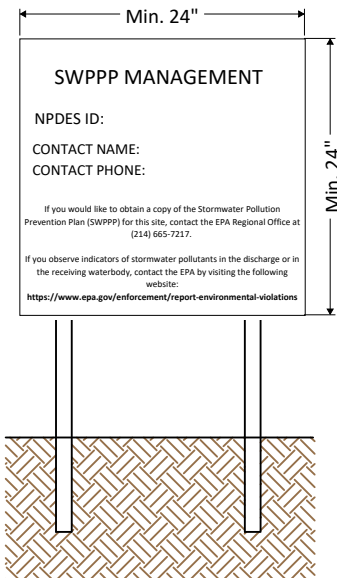 Min. 24"
SWPPP MANAGEMENT
NPDES ID:
CONTACT NAME:
CONTACT PHONE:
If you would like to obtain a copy of the Stormwater Pollution
Prevention Plan (SWPPP) for this site, contact the EPA Regional Office at
(214) 665-7217.
If you observe indicators of stormwater pollutants in the discharge or in
the receiving waterbody, contact the EPA by visiting the following
website:
https://www.epa.gov/enforcement/report-environmental-violations
Min. 24"